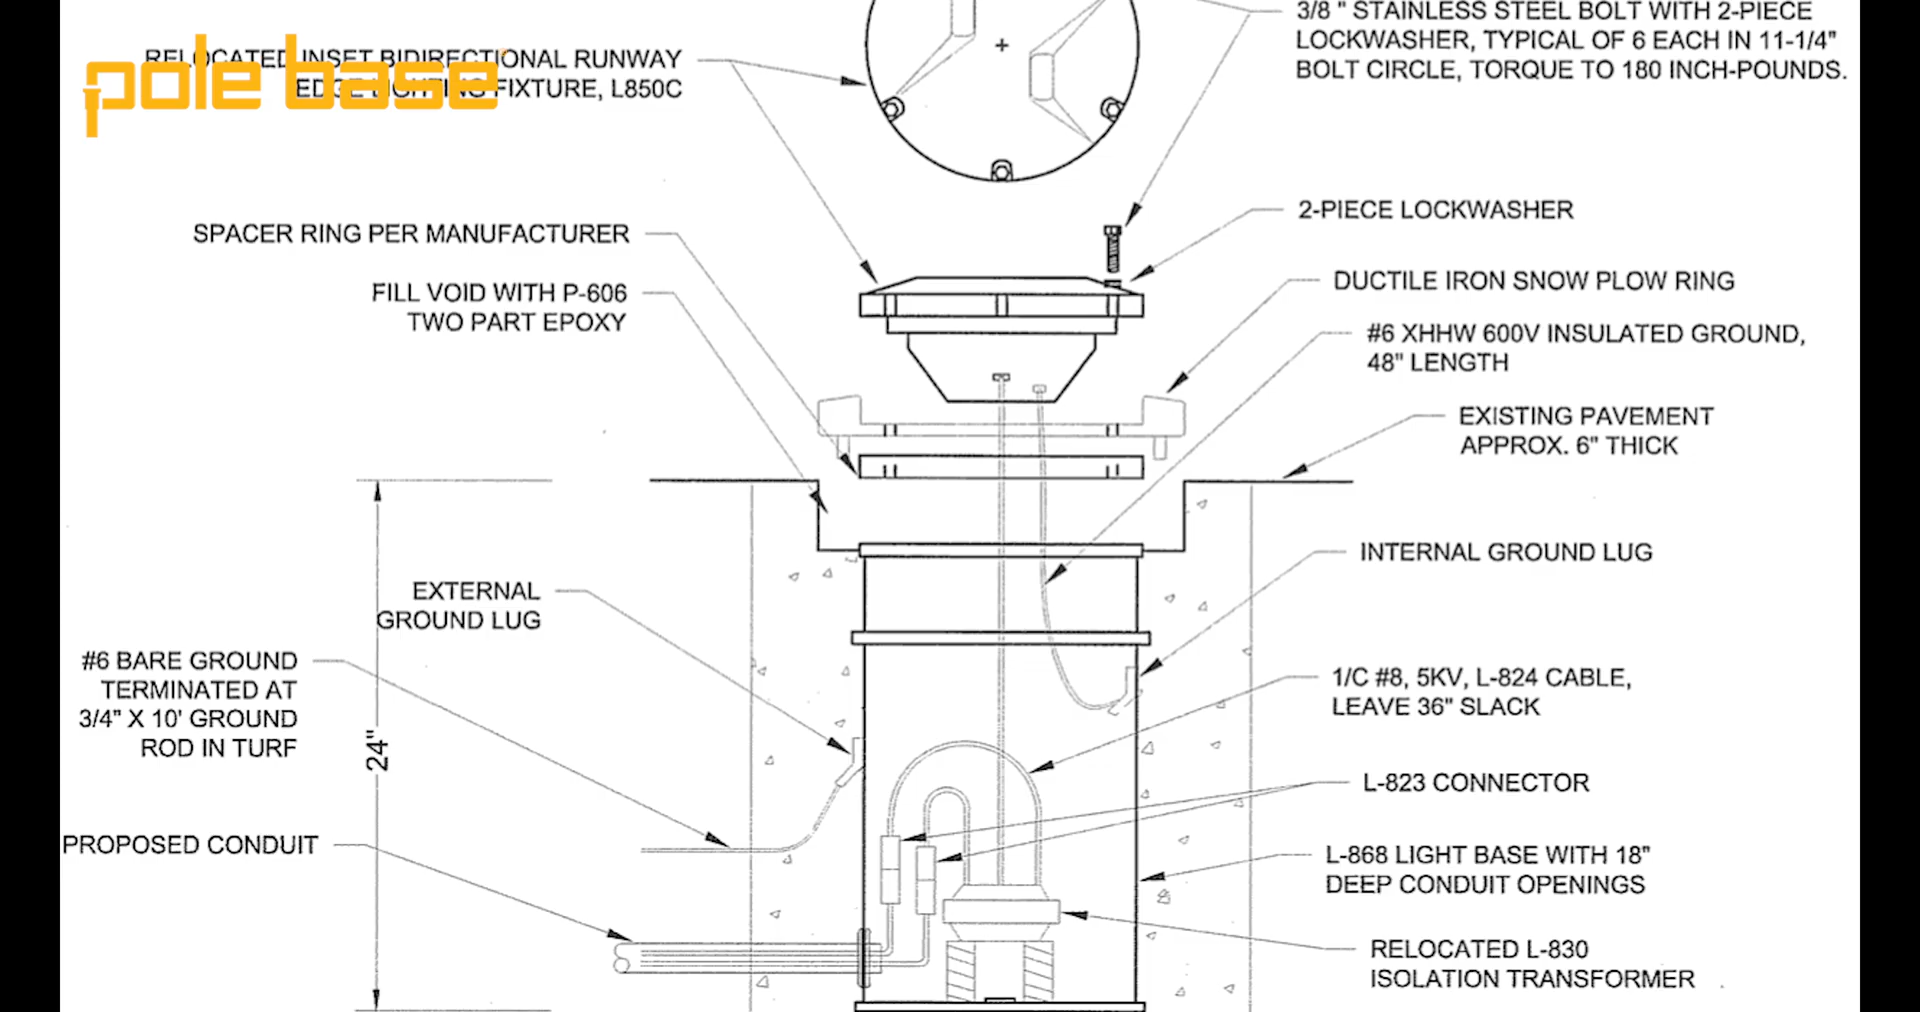 pole base
RELOCATED INSET BIDIRECTIONAL RUNWAY
EDGE LIGHTING FIXTURE, L850C
3/8 " STAINLESS STEEL BOLT WITH 2-PIECE
LOCKWASHER, TYPICAL OF 6 EACH IN 11-1/4"
BOLT CIRCLE, TORQUE TO 180 INCH-POUNDS.
SPACER RING PER MANUFACTURER
2-PIECE LOCKWASHER
FILL VOID WITH P-606
TWO PART EPOXY
DUCTILE IRON SNOW PLOW RING
#6 XHHW 600V INSULATED GROUND,
48" LENGTH
EXISTING PAVEMENT
APPROX. 6" THICK
EXTERNAL
GROUND LUG
INTERNAL GROUND LUG
#6 BARE GROUND
TERMINATED AT
3/4" X 10' GROUND
ROD IN TURF
24"
1/C #8, 5KV, L-824 CABLE,
LEAVE 36" SLACK
L-823 CONNECTOR
PROPOSED CONDUIT
L-868 LIGHT BASE WITH 18"
DEEP CONDUIT OPENINGS
RELOCATED L-830
ISOLATION TRANSFORMER